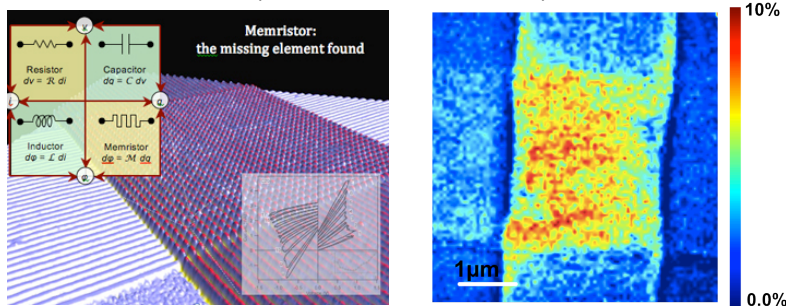 Memristor:
the missing element found
v
Resistor
dv = R di
Capacitor
dq = C dv
i
q
Inductor
dφ = L di
Memristor
dφ = M dq
φ
10%
1μm
0.0%